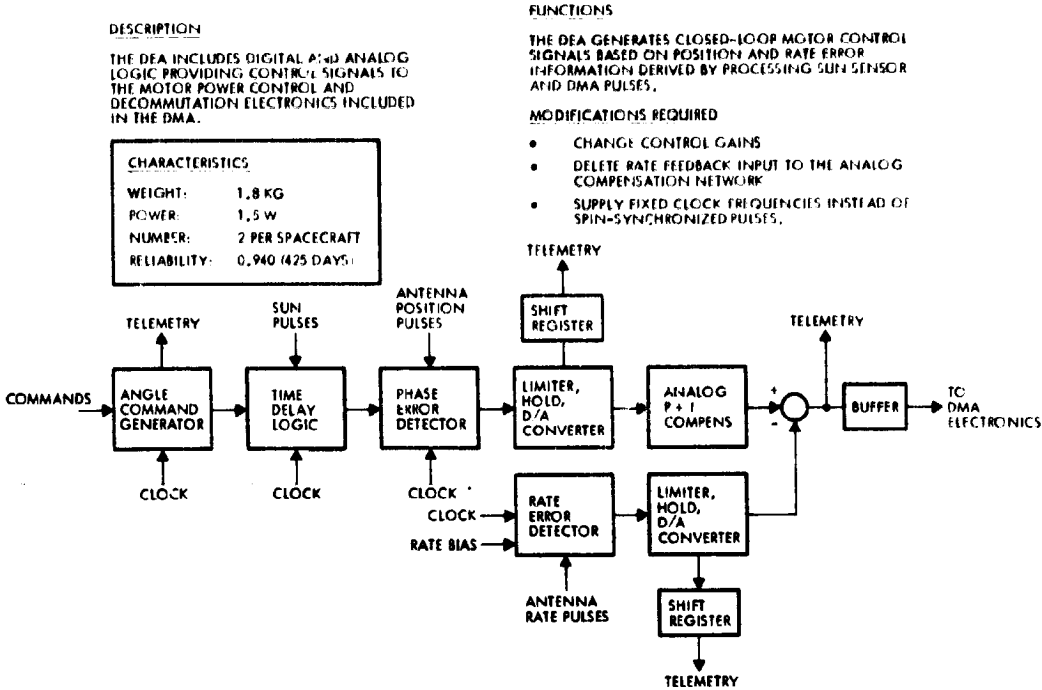 DESCRIPTION
THE DEA INCLUDES DIGITAL AND ANALOG
LOGIC PROVIDING CONTROL SIGNALS TO
THE MOTOR POWER CONTROL AND
DECOMMUTATION ELECTRONICS INCLUDED
IN THE DMA.
CHARACTERISTICS
WEIGHT: 1.8 KG
POWER: 1.5 W
NUMBER: 2 PER SPACECRAFT
RELIABILITY: 0.940 (425 DAYS)
FUNCTIONS
THE DEA GENERATES CLOSED-LOOP MOTOR CONTROL
SIGNALS BASED ON POSITION AND RATE ERROR
INFORMATION DERIVED BY PROCESSING SUN SENSOR
AND DMA PULSES.
MODIFICATIONS REQUIRED
• CHANGE CONTROL GAINS
• DELETE RATE FEEDBACK INPUT TO THE ANALOG
COMPENSATION NETWORK
• SUPPLY FIXED CLOCK FREQUENCIES INSTEAD OF
SPIN-SYNCHRONIZED PULSES.
TELEMETRY
SHIFT
REGISTER
TELEMETRY
SUN
PULSES
ANTENNA
POSITION
PULSES
TELEMETRY
COMMANDS
ANGLE
COMMAND
GENERATOR
TIME
DELAY
LOGIC
PHASE
ERROR
DETECTOR
LIMITER,
HOLD,
D/A
CONVERTER
ANALOG
P + I
COMPENS
+
-
BUFFER
TO
DMA
ELECTRONICS
CLOCK
CLOCK
CLOCK
CLOCK
RATE BIAS
RATE
ERROR
DETECTOR
LIMITER,
HOLD,
D/A
CONVERTER
ANTENNA
RATE PULSES
SHIFT
REGISTER
TELEMETRY